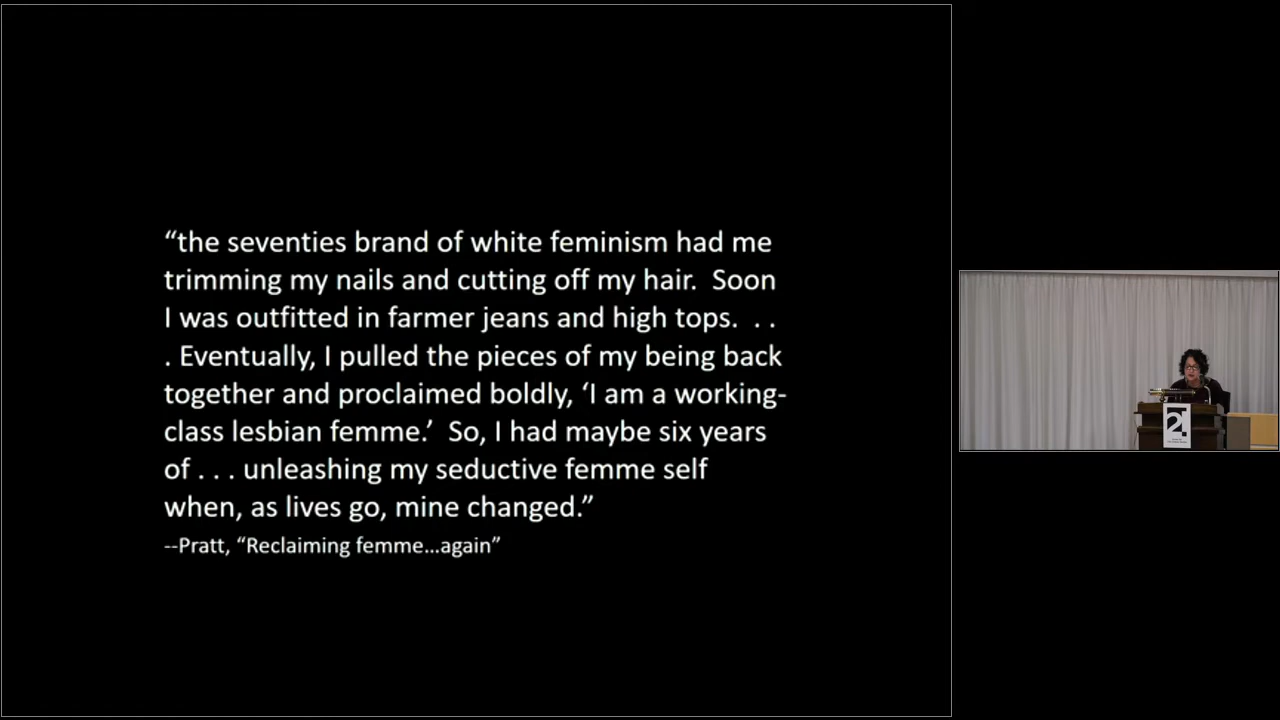 “the seventies brand of white feminism had me
trimming my nails and cutting off my hair.  Soon
I was outfitted in farmer jeans and high tops.  . .
. Eventually, I pulled the pieces of my being back
together and proclaimed boldly, ‘I am a working-
class lesbian femme.’  So, I had maybe six years
of . . . unleashing my seductive femme self
when, as lives go, mine changed.”
--Pratt, “Reclaiming femme…again”
2